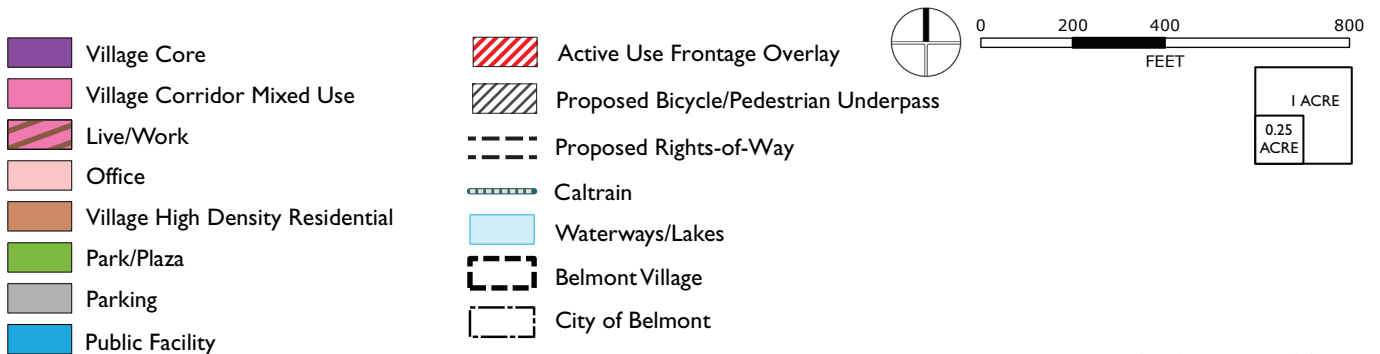 Village Core
Village Corridor Mixed Use
Live/Work
Office
Village High Density Residential
Park/Plaza
Parking
Public Facility
Active Use Frontage Overlay
Proposed Bicycle/Pedestrian Underpass
Proposed Rights-of-Way
Caltrain
Waterways/Lakes
Belmont Village
City of Belmont
0 200 400 800
FEET
1 ACRE
0.25
ACRE